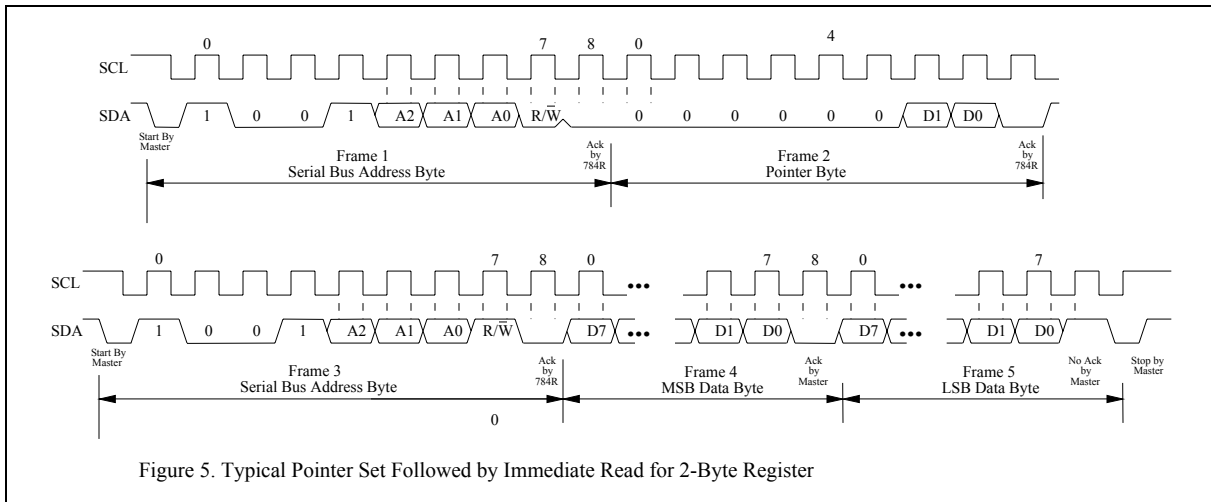 0 7 8 0 4
SCL
SDA 1 0 0 1 A2 A1 A0 R/W̅ 0 0 0 0 0 0 D1 D0
Start By
Master
Frame 1
Serial Bus Address Byte
Ack
by
784R
Frame 2
Pointer Byte
Ack
by
784R
0 7 8 0 7 8 0 7
SCL ••• •••
SDA 1 0 0 1 A2 A1 A0 R/W̅ D7 ••• D1 D0 D7 ••• D1 D0
Start By
Master
Frame 3
Serial Bus Address Byte
0
Ack
by
784R
Frame 4
MSB Data Byte
Ack
by
Master
Frame 5
LSB Data Byte
No Ack
by
Master
Stop by
Master
Figure 5. Typical Pointer Set Followed by Immediate Read for 2-Byte Register